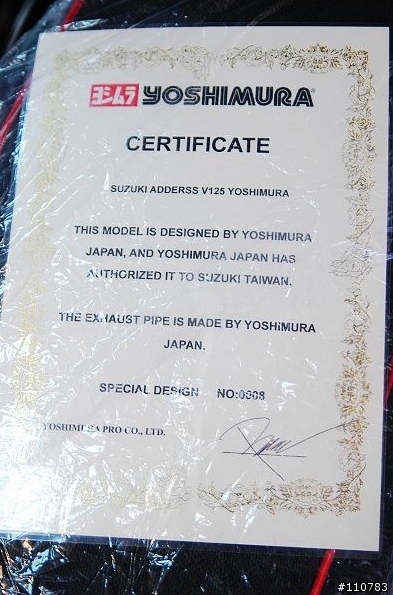 ヨシムラ YOSHIMURA
CERTIFICATE
SUZUKI ADDERSS V125 YOSHIMURA
THIS MODEL IS DESIGNED BY YOSHIMURA
JAPAN, AND YOSHIMURA JAPAN HAS
AUTHORIZED IT TO SUZUKI TAIWAN.
THE EXHAUST PIPE IS MADE BY YOSHIMURA
JAPAN.
SPECIAL DESIGN NO:0008
YOSHIMURA PRO CO., LTD.
#110783